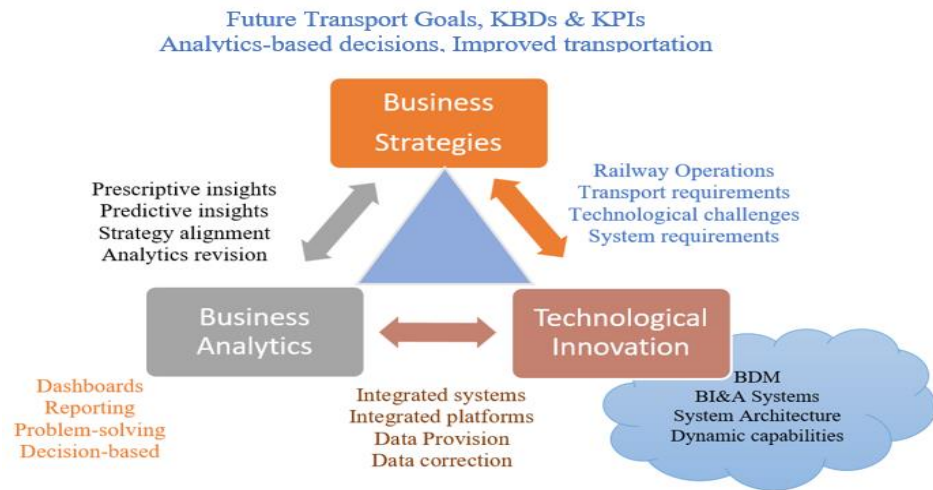 Future Transport Goals, KBDs & KPIs
Analytics-based decisions, Improved transportation
Business
Strategies
Prescriptive insights
Predictive insights
Strategy alignment
Analytics revision
Railway Operations
Transport requirements
Technological challenges
System requirements
Business
Analytics
Technological
Innovation
Dashboards
Reporting
Problem-solving
Decision-based
Integrated systems
Integrated platforms
Data Provision
Data correction
BDM
BI&A Systems
System Architecture
Dynamic capabilities